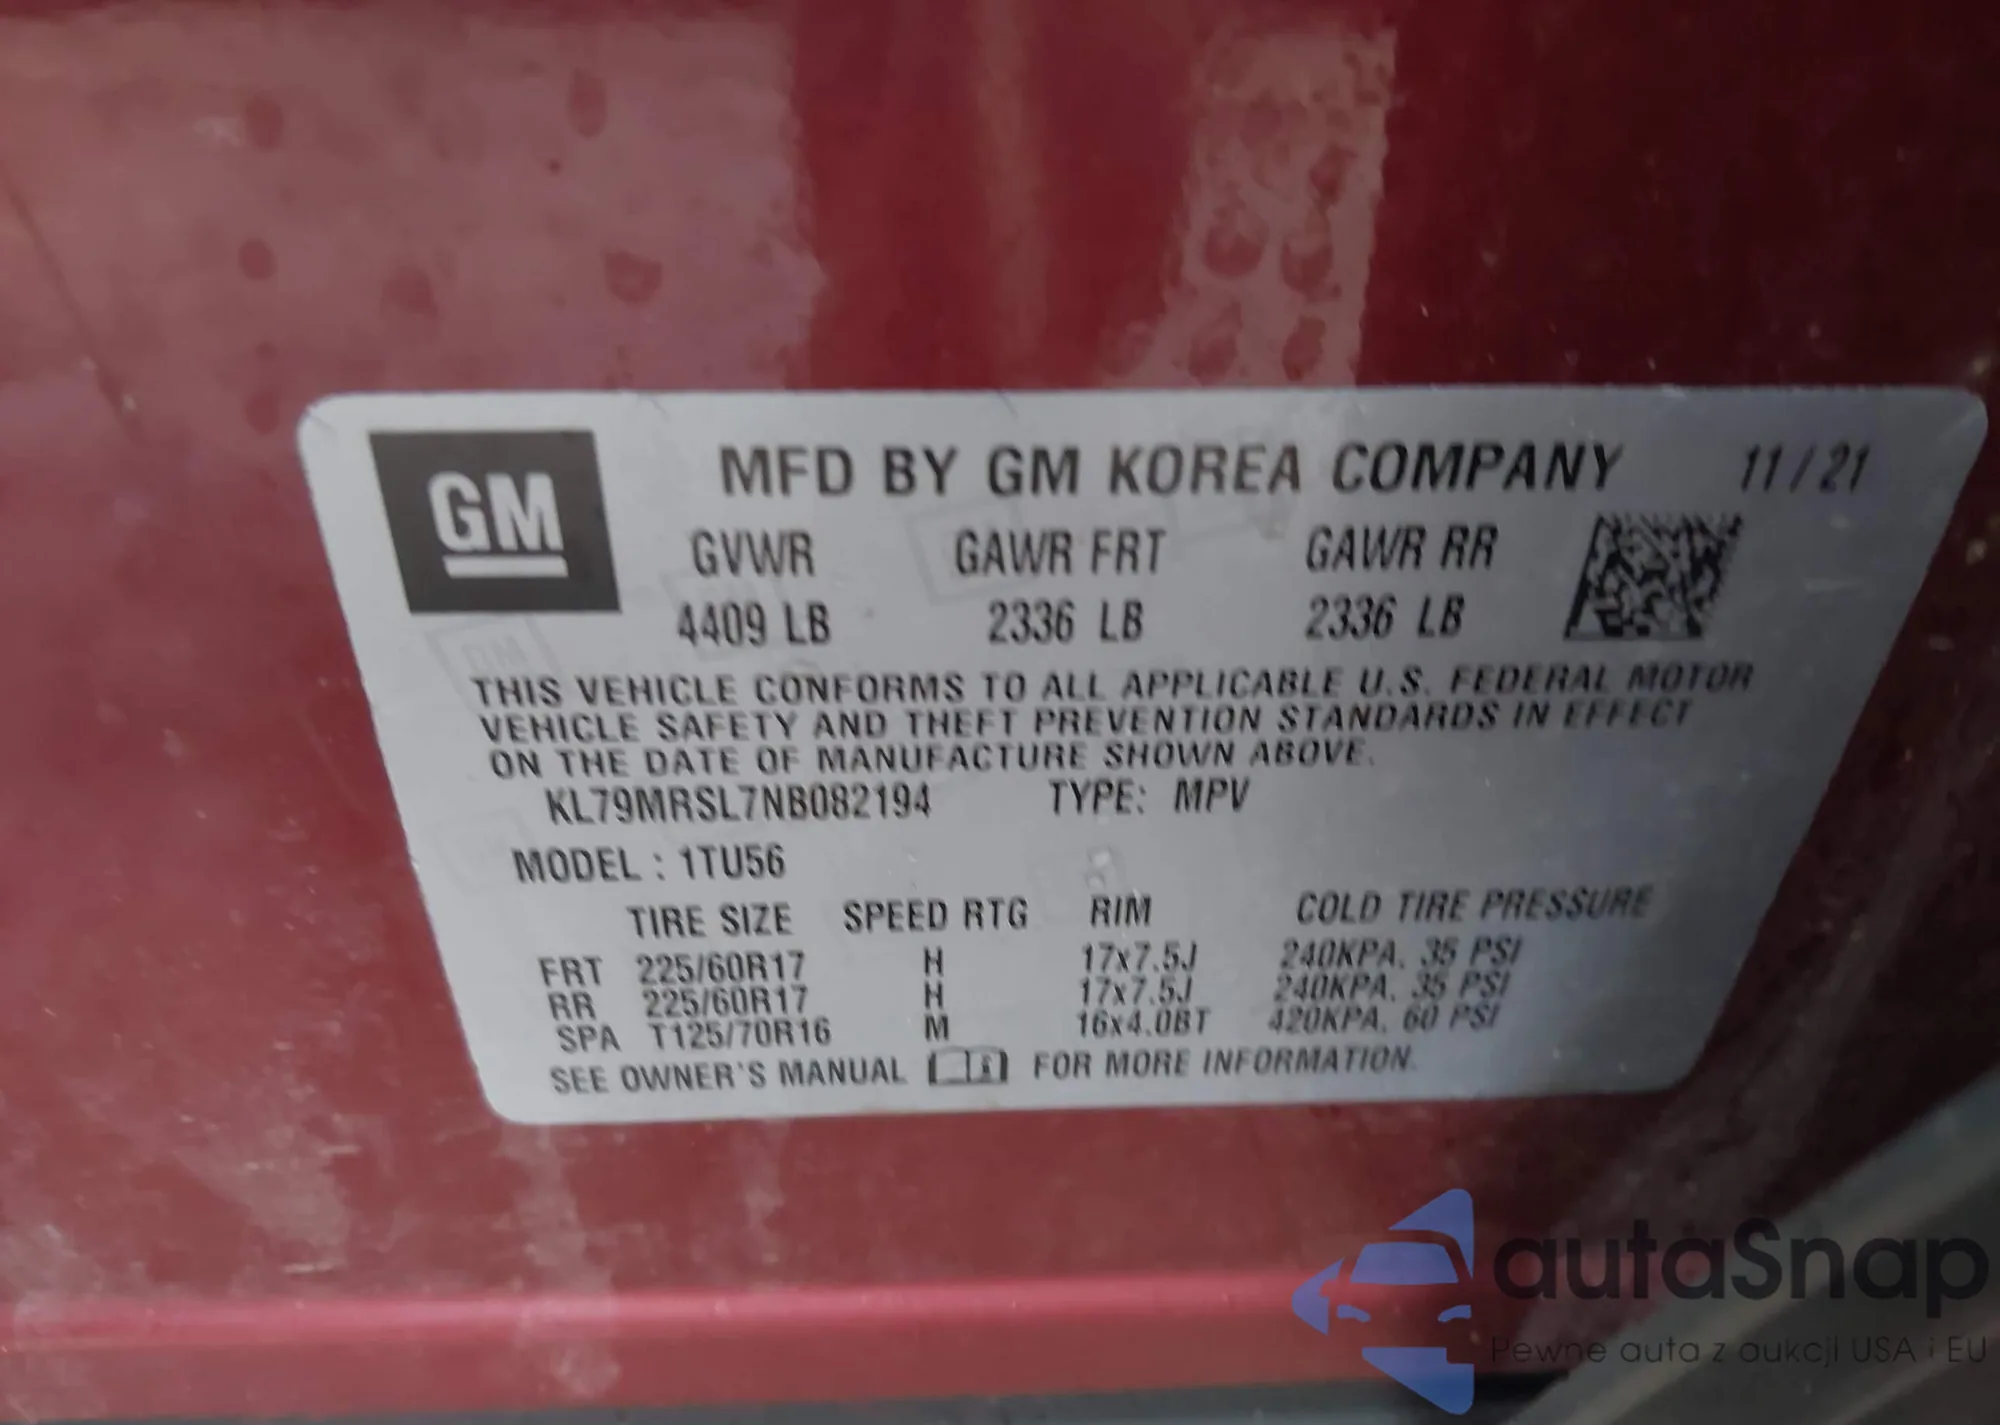 GM
MFD BY GM KOREA COMPANY 11/21
GVWR GAWR FRT GAWR RR
4409 LB 2336 LB 2336 LB
THIS VEHICLE CONFORMS TO ALL APPLICABLE U.S. FEDERAL MOTOR
VEHICLE SAFETY AND THEFT PREVENTION STANDARDS IN EFFECT
ON THE DATE OF MANUFACTURE SHOWN ABOVE.
KL79MRSL7NB082194 TYPE: MPV
MODEL : 1TU56
TIRE SIZE SPEED RTG RIM COLD TIRE PRESSURE
FRT 225/60R17 H 17x7.5J 240KPA. 35 PSI
RR 225/60R17 H 17x7.5J 240KPA. 35 PSI
SPA T125/70R16 M 16x4.0BT 420KPA. 60 PSI
SEE OWNER'S MANUAL FOR MORE INFORMATION.
autaSnap
Pewne auta z aukcji USA i EU